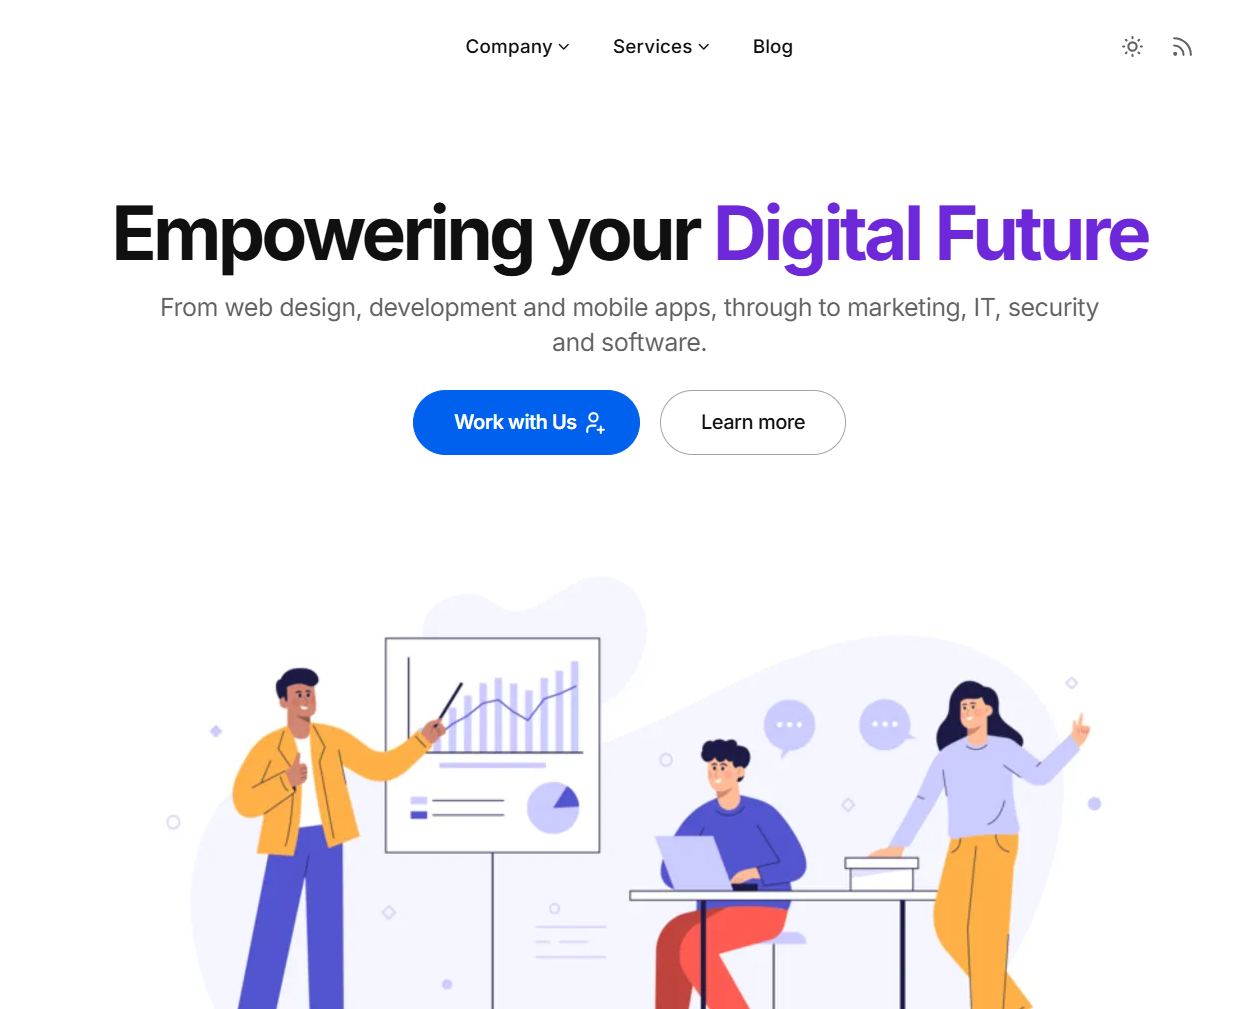 Company Services Blog
Empowering your Digital Future
From web design, development and mobile apps, through to marketing, IT, security
and software.
Work with Us Learn more